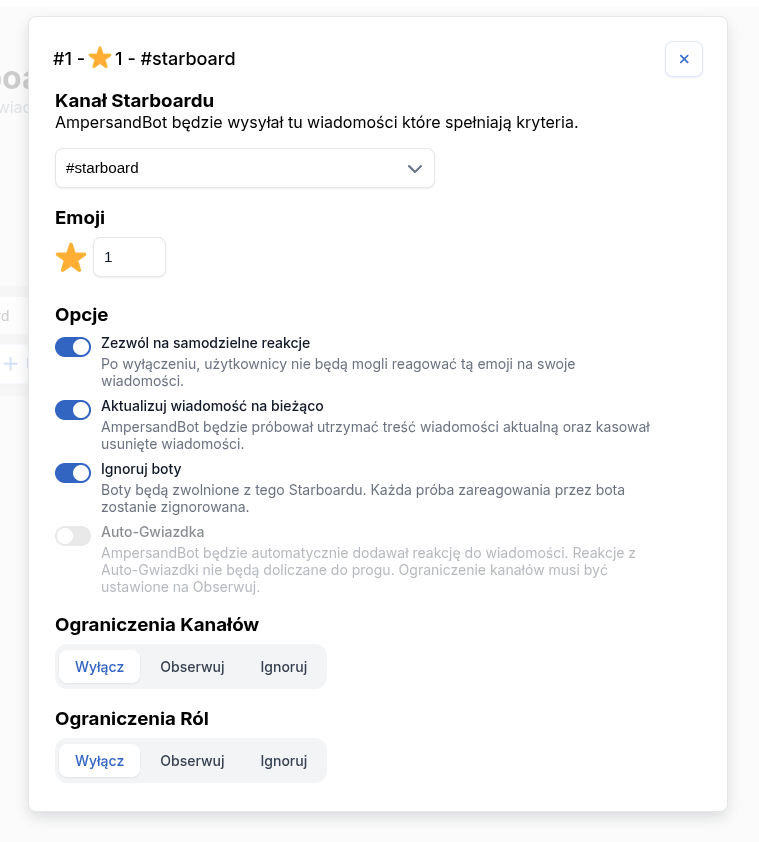 #1 - ⭐ 1 - #starboard
Kanał Starboardu
AmpersandBot będzie wysyłał tu wiadomości które spełniają kryteria.
#starboard
Emoji
1
Opcje
Zezwól na samodzielne reakcje
Po wyłączeniu, użytkownicy nie będą mogli reagować tą emoji na swoje
wiadomości.
Aktualizuj wiadomość na bieżąco
AmpersandBot będzie próbował utrzymać treść wiadomości aktualną oraz kasował
usunięte wiadomości.
Ignoruj boty
Boty będą zwolnione z tego Starboardu. Każda próba zareagowania przez bota
zostanie zignorowana.
Auto-Gwiazdka
AmpersandBot będzie automatycznie dodawał reakcję do wiadomości. Reakcje z
Auto-Gwiazdki nie będą doliczane do progu. Ograniczenie kanałów musi być
ustawione na Obserwuj.
Ograniczenia Kanałów
Wyłącz Obserwuj Ignoruj
Ograniczenia Ról
Wyłącz Obserwuj Ignoruj